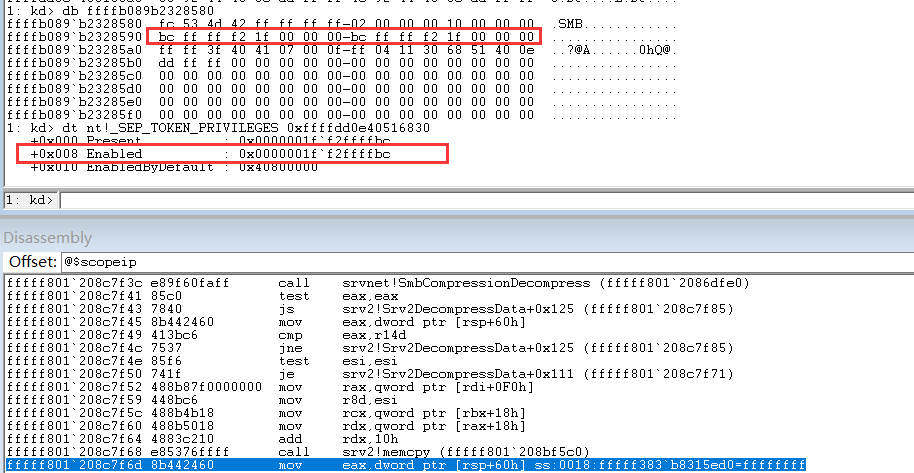 1: kd> db ffffb089b2328580
ffffb089`b2328580 fc 53 4d 42 ff ff ff ff-02 00 00 00 10 00 00 00 .SMB............
ffffb089`b2328590 bc ff ff f2 1f 00 00 00-bc ff ff f2 1f 00 00 00 ................
ffffb089`b23285a0 ff ff 3f 40 41 07 00 0f-ff 04 11 30 68 51 40 0e ..?@A......0hQ@.
ffffb089`b23285b0 dd ff ff 00 00 00 00 00-00 00 00 00 00 00 00 00 ................
ffffb089`b23285c0 00 00 00 00 00 00 00 00-00 00 00 00 00 00 00 00 ................
ffffb089`b23285d0 00 00 00 00 00 00 00 00-00 00 00 00 00 00 00 00 ................
ffffb089`b23285e0 00 00 00 00 00 00 00 00-00 00 00 00 00 00 00 00 ................
ffffb089`b23285f0 00 00 00 00 00 00 00 00-00 00 00 00 00 00 00 00 ................
1: kd> dt nt!_SEP_TOKEN_PRIVILEGES 0xffffdd0e40516830
+0x000 Present : 0x0000001f`f2ffffbc
+0x008 Enabled : 0x0000001f`f2ffffbc
+0x010 EnabledByDefault : 0x40800000
1: kd>
Disassembly
Offset: @$scopeip
fffff801`208c7f3c e89f60faff call srvnet!SmbCompressionDecompress (fffff801`2086dfe0)
fffff801`208c7f41 85c0 test eax,eax
fffff801`208c7f43 7840 js srv2!Srv2DecompressData+0x125 (fffff801`208c7f85)
fffff801`208c7f45 8b442460 mov eax,dword ptr [rsp+60h]
fffff801`208c7f49 413bc6 cmp eax,r14d
fffff801`208c7f4c 7537 jne srv2!Srv2DecompressData+0x125 (fffff801`208c7f85)
fffff801`208c7f4e 85f6 test esi,esi
fffff801`208c7f50 741f je srv2!Srv2DecompressData+0x111 (fffff801`208c7f71)
fffff801`208c7f52 488b87f0000000 mov rax,qword ptr [rdi+0F0h]
fffff801`208c7f59 448bc6 mov r8d,esi
fffff801`208c7f5c 488b4b18 mov rcx,qword ptr [rbx+18h]
fffff801`208c7f60 488b5018 mov rdx,qword ptr [rax+18h]
fffff801`208c7f64 4883c210 add rdx,10h
fffff801`208c7f68 e85376ffff call srv2!memcpy (fffff801`208bf5c0)
fffff801`208c7f6d 8b442460 mov eax,dword ptr [rsp+60h] ss:0018:fffff383`b8315ed0=ffffffff